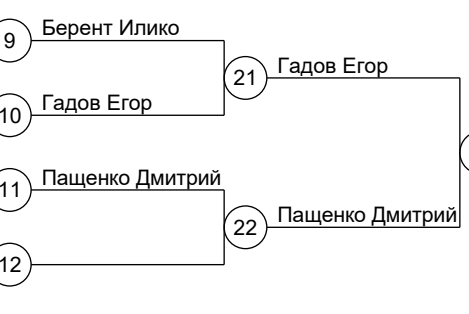 9
Берент Илико
21
Гадов Егор
10
Гадов Егор
11
Пащенко Дмитрий
22
Пащенко Дмитрий
12